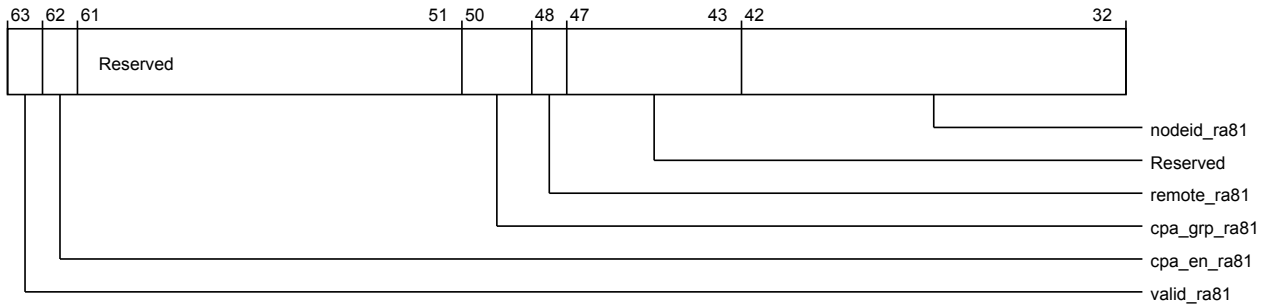 63 62 61 51 50 48 47 43 42 32
Reserved
nodeid_ra81
Reserved
remote_ra81
cpa_grp_ra81
cpa_en_ra81
valid_ra81